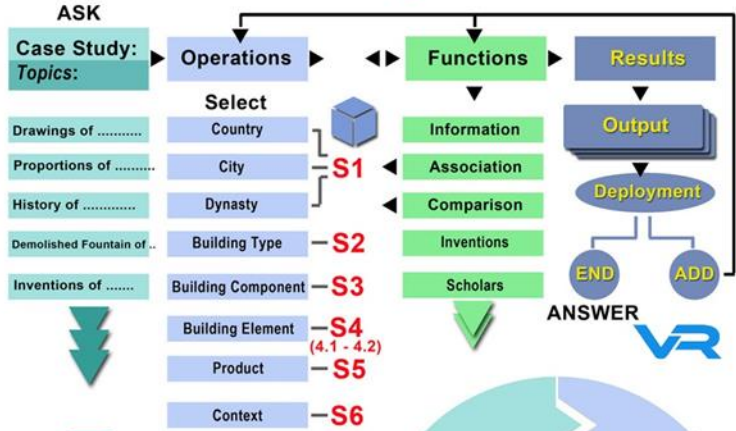 ASK
Case Study:
Topics:
Drawings of ...........
Proportions of ..........
History of .............
Demolished Fountain of ..
Inventions of .......
Operations
Select
Country
City
Dynasty
S1
Building Type
S2
Building Component
S3
Building Element
S4
(4.1 - 4.2)
Product
S5
Context
S6
Functions
Information
Association
Comparison
Inventions
Scholars
Results
Output
Deployment
END
ADD
ANSWER
VR